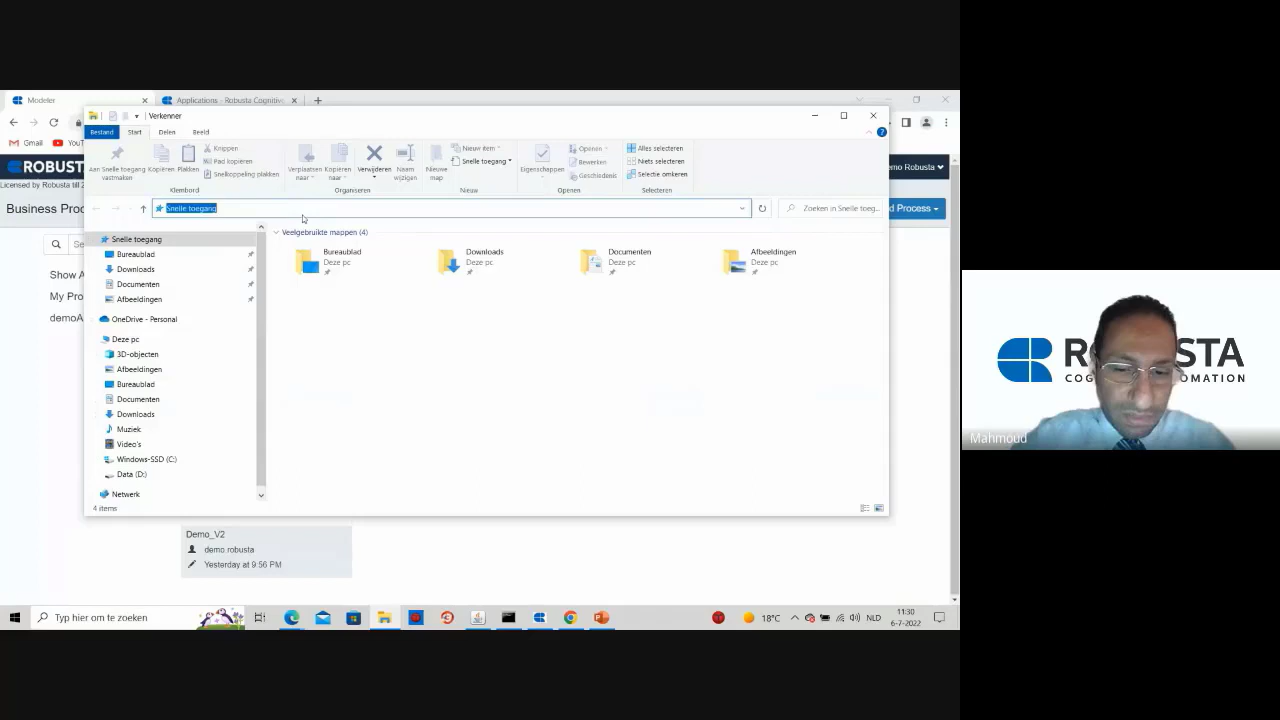 Modeler
Applications - Robusta Cognitive
Verkenner
Bestand Start Delen Beeld
Aan Snelle toegang vastmaken
Kopiëren
Plakken
Knippen
Pad kopiëren
Snelkoppeling plakken
Klembord
Verplaatsen naar
Kopiëren naar
Verwijderen
Naam wijzigen
Organiseren
Nieuwe map
Nieuw item
Snelle toegang
Nieuw
Eigenschappen
Openen
Bewerken
Geschiedenis
Openen
Alles selecteren
Niets selecteren
Selectie omkeren
Selecteren
Gmail
ROBUSTA
Licensed by Robusta till 2
emo Robusta
Business Proc
d Process
Snelle toegang
Zoeken in Snelle toeg...
Show A
My Pro
demoA
Snelle toegang
Bureaublad
Downloads
Documenten
Afbeeldingen
OneDrive - Personal
Deze pc
3D-objecten
Afbeeldingen
Bureaublad
Documenten
Downloads
Muziek
Video's
Windows-SSD (C:)
Data (D:)
Netwerk
4 items
Veelgebruikte mappen (4)
Bureaublad
Deze pc
Downloads
Deze pc
Documenten
Deze pc
Afbeeldingen
Deze pc
Demo_V2
demo robusta
Yesterday at 9:56 PM
Typ hier om te zoeken
18°C
NLD
11:30
6-7-2022
Mahmoud